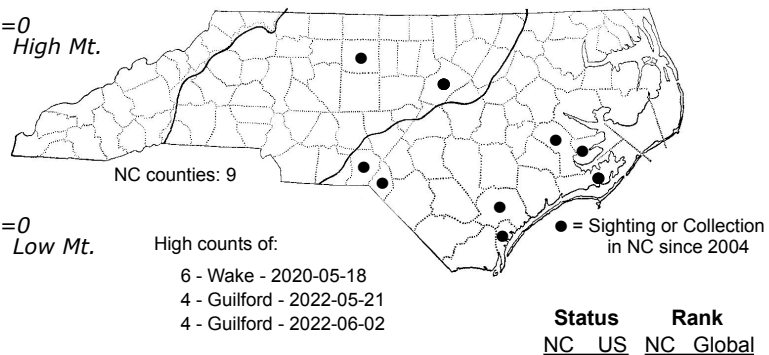 =0
High Mt.
NC counties: 9
=0
Low Mt.
High counts of:
6 - Wake - 2020-05-18
4 - Guilford - 2022-05-21
4 - Guilford - 2022-06-02
● = Sighting or Collection
in NC since 2004
Status Rank
NC US NC Global